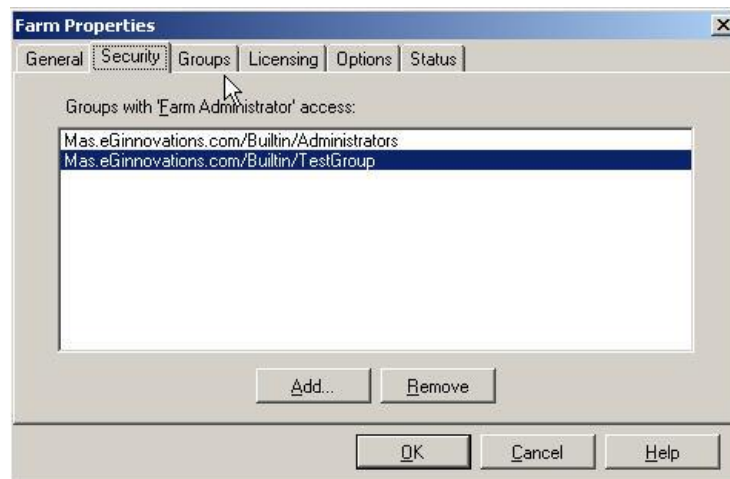 Farm Properties
General Security Groups Licensing Options Status
Groups with 'Farm Administrator' access:
Mas.eGinnovations.com/Builtin/Administrators
Mas.eGinnovations.com/Builtin/TestGroup
Add... Remove
OK Cancel Help